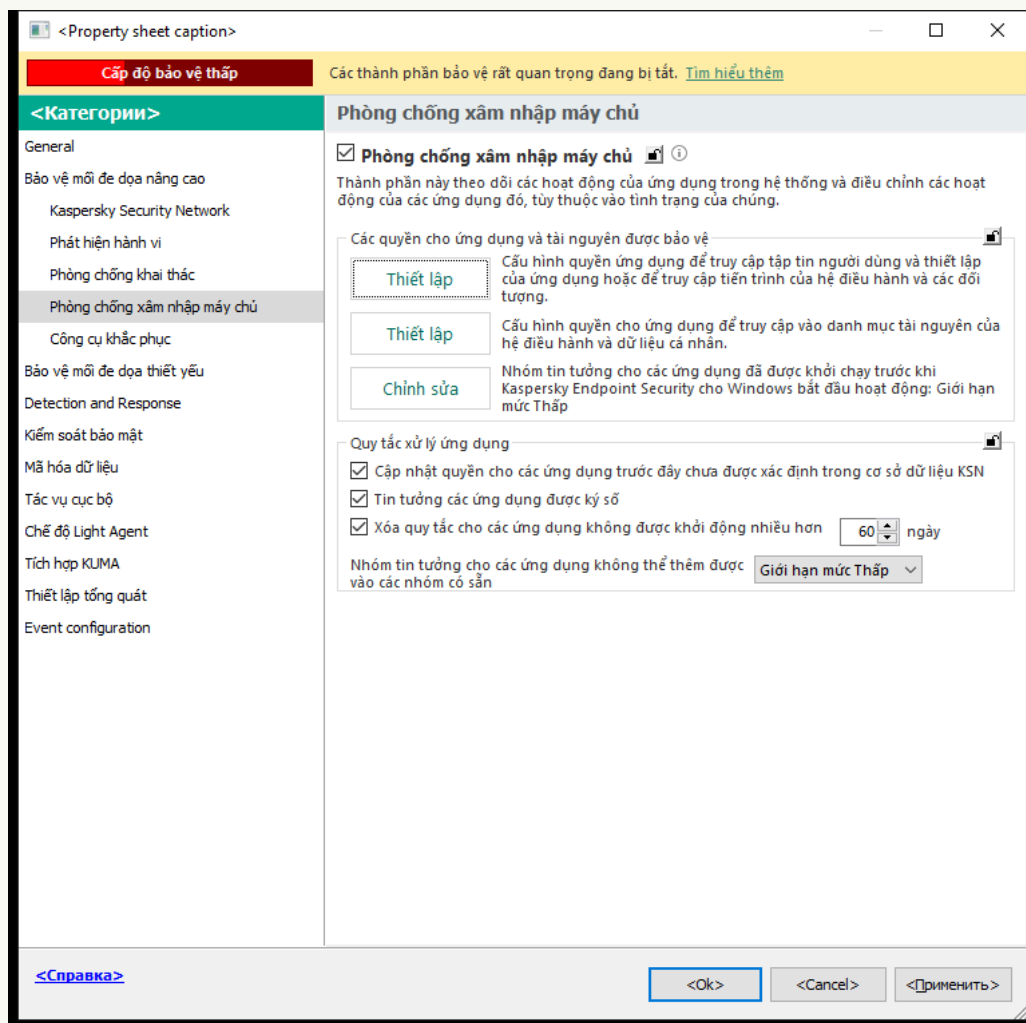 <Property sheet caption>
Cấp độ bảo vệ thấp
Các thành phần bảo vệ rất quan trọng đang bị tắt. Tìm hiểu thêm
<Категории>
General
Bảo vệ mối đe dọa nâng cao
Kaspersky Security Network
Phát hiện hành vi
Phòng chống khai thác
Phòng chống xâm nhập máy chủ
Công cụ khắc phục
Bảo vệ mối đe dọa thiết yếu
Detection and Response
Kiểm soát bảo mật
Mã hóa dữ liệu
Tác vụ cục bộ
Chế độ Light Agent
Tích hợp KUMA
Thiết lập tổng quát
Event configuration
Phòng chống xâm nhập máy chủ
Phòng chống xâm nhập máy chủ
Thành phần này theo dõi các hoạt động của ứng dụng trong hệ thống và điều chỉnh các hoạt
động của các ứng dụng đó, tùy thuộc vào tình trạng của chúng.
Các quyền cho ứng dụng và tài nguyên được bảo vệ
Thiết lập
Cấu hình quyền ứng dụng để truy cập tập tin người dùng và thiết lập
của ứng dụng hoặc để truy cập tiến trình của hệ điều hành và các đối
tượng.
Thiết lập
Cấu hình quyền cho ứng dụng để truy cập vào danh mục tài nguyên của
hệ điều hành và dữ liệu cá nhân.
Chỉnh sửa
Nhóm tin tưởng cho các ứng dụng đã được khởi chạy trước khi
Kaspersky Endpoint Security cho Windows bắt đầu hoạt động: Giới hạn
mức Thấp
Quy tắc xử lý ứng dụng
Cập nhật quyền cho các ứng dụng trước đây chưa được xác định trong cơ sở dữ liệu KSN
Tin tưởng các ứng dụng được ký số
Xóa quy tắc cho các ứng dụng không được khởi động nhiều hơn 60 ngày
Nhóm tin tưởng cho các ứng dụng không thể thêm được
vào các nhóm có sẵn
Giới hạn mức Thấp
<Справка>
<Ok>
<Cancel>
<Применить>